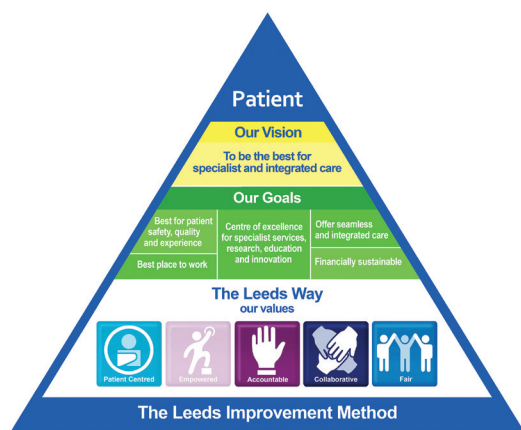 Patient
Our Vision
To be the best for
specialist and integrated care
Our Goals
Best for patient
safety, quality
and experience
Best place to work
Centre of excellence
for specialist services,
research, education
and innovation
Offer seamless
and integrated care
Financially sustainable
The Leeds Way
our values
Patient Centred
Empowered
Accountable
Collaborative
Fair
The Leeds Improvement Method